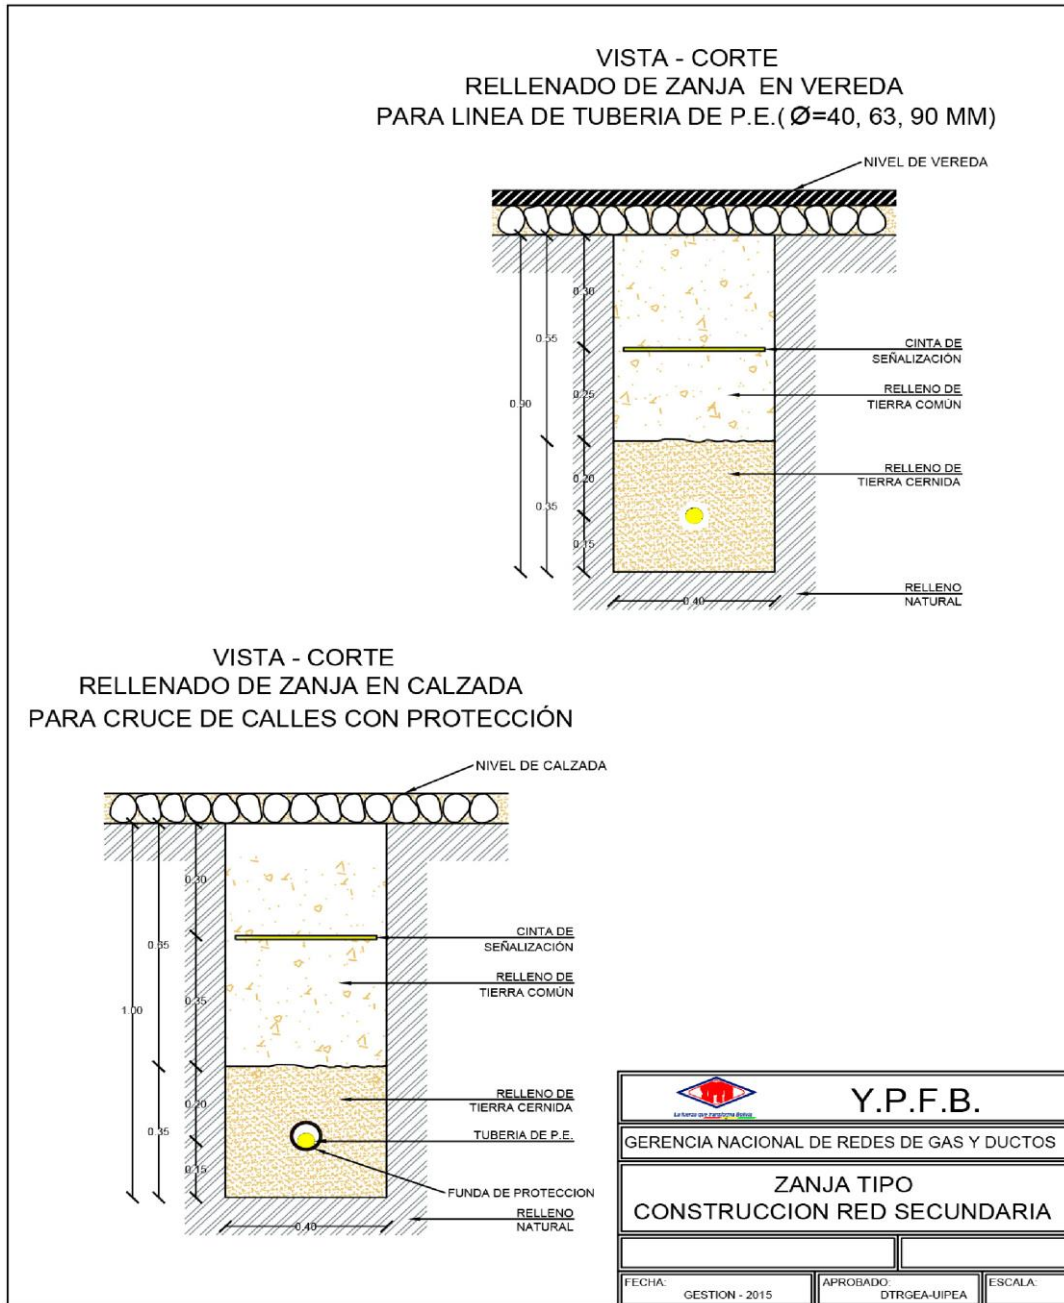 VISTA - CORTE
RELLENADO DE ZANJA EN VEREDA
PARA LINEA DE TUBERIA DE P.E.(Ø=40, 63, 90 MM)
NIVEL DE VEREDA
0.30
0.55
CINTA DE
SEÑALIZACIÓN
RELLENO DE
TIERRA COMÚN
0.25
0.90
RELLENO DE
TIERRA CERNIDA
0.20
0.35
0.15
RELLENO
NATURAL
0.40
VISTA - CORTE
RELLENADO DE ZANJA EN CALZADA
PARA CRUCE DE CALLES CON PROTECCIÓN
NIVEL DE CALZADA
0.30
CINTA DE
SEÑALIZACIÓN
RELLENO DE
TIERRA COMÚN
0.35
1.00
RELLENO DE
TIERRA CERNIDA
0.20
0.35
TUBERIA DE P.E.
0.15
FUNDA DE PROTECCION
RELLENO
NATURAL
0.40
La fuerza que transforma Bolivia
Y.P.F.B.
GERENCIA NACIONAL DE REDES DE GAS Y DUCTOS
ZANJA TIPO
CONSTRUCCION RED SECUNDARIA
FECHA:
GESTION - 2015
APROBADO:
DTRGEA-UIPEA
ESCALA: